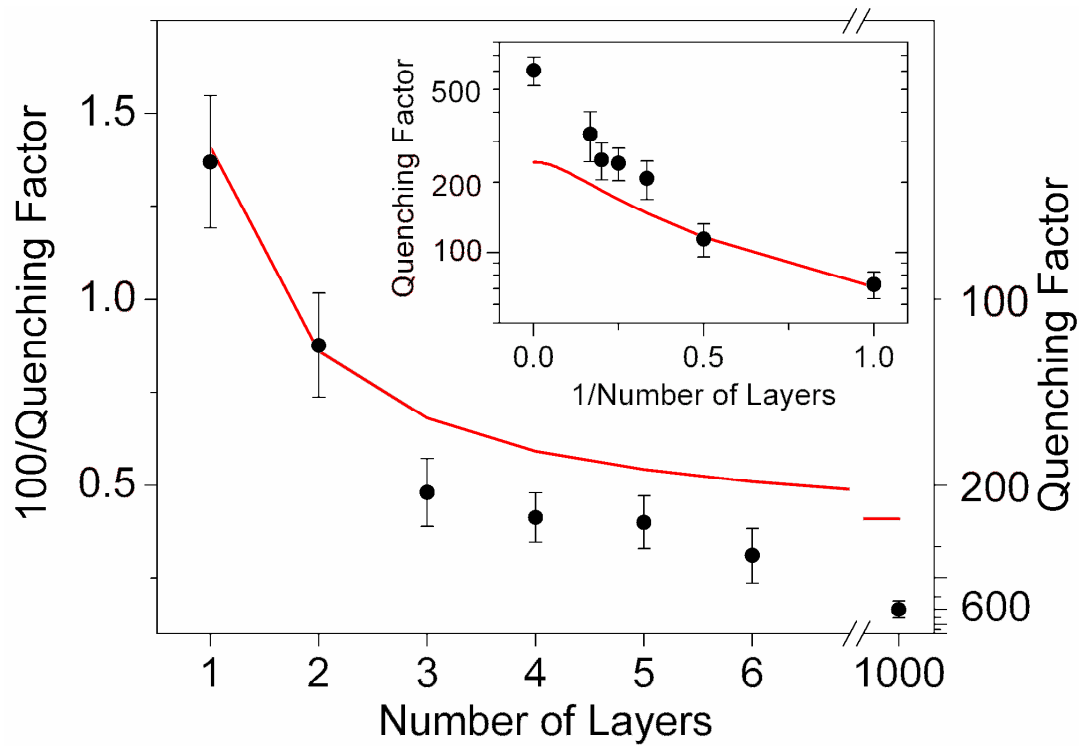 100/Quenching Factor
1.5
1.0
0.5
Quenching Factor
500
200
100
0.0 0.5 1.0
1/Number of Layers
100
200
600
Quenching Factor
1 2 3 4 5 6 1000
Number of Layers